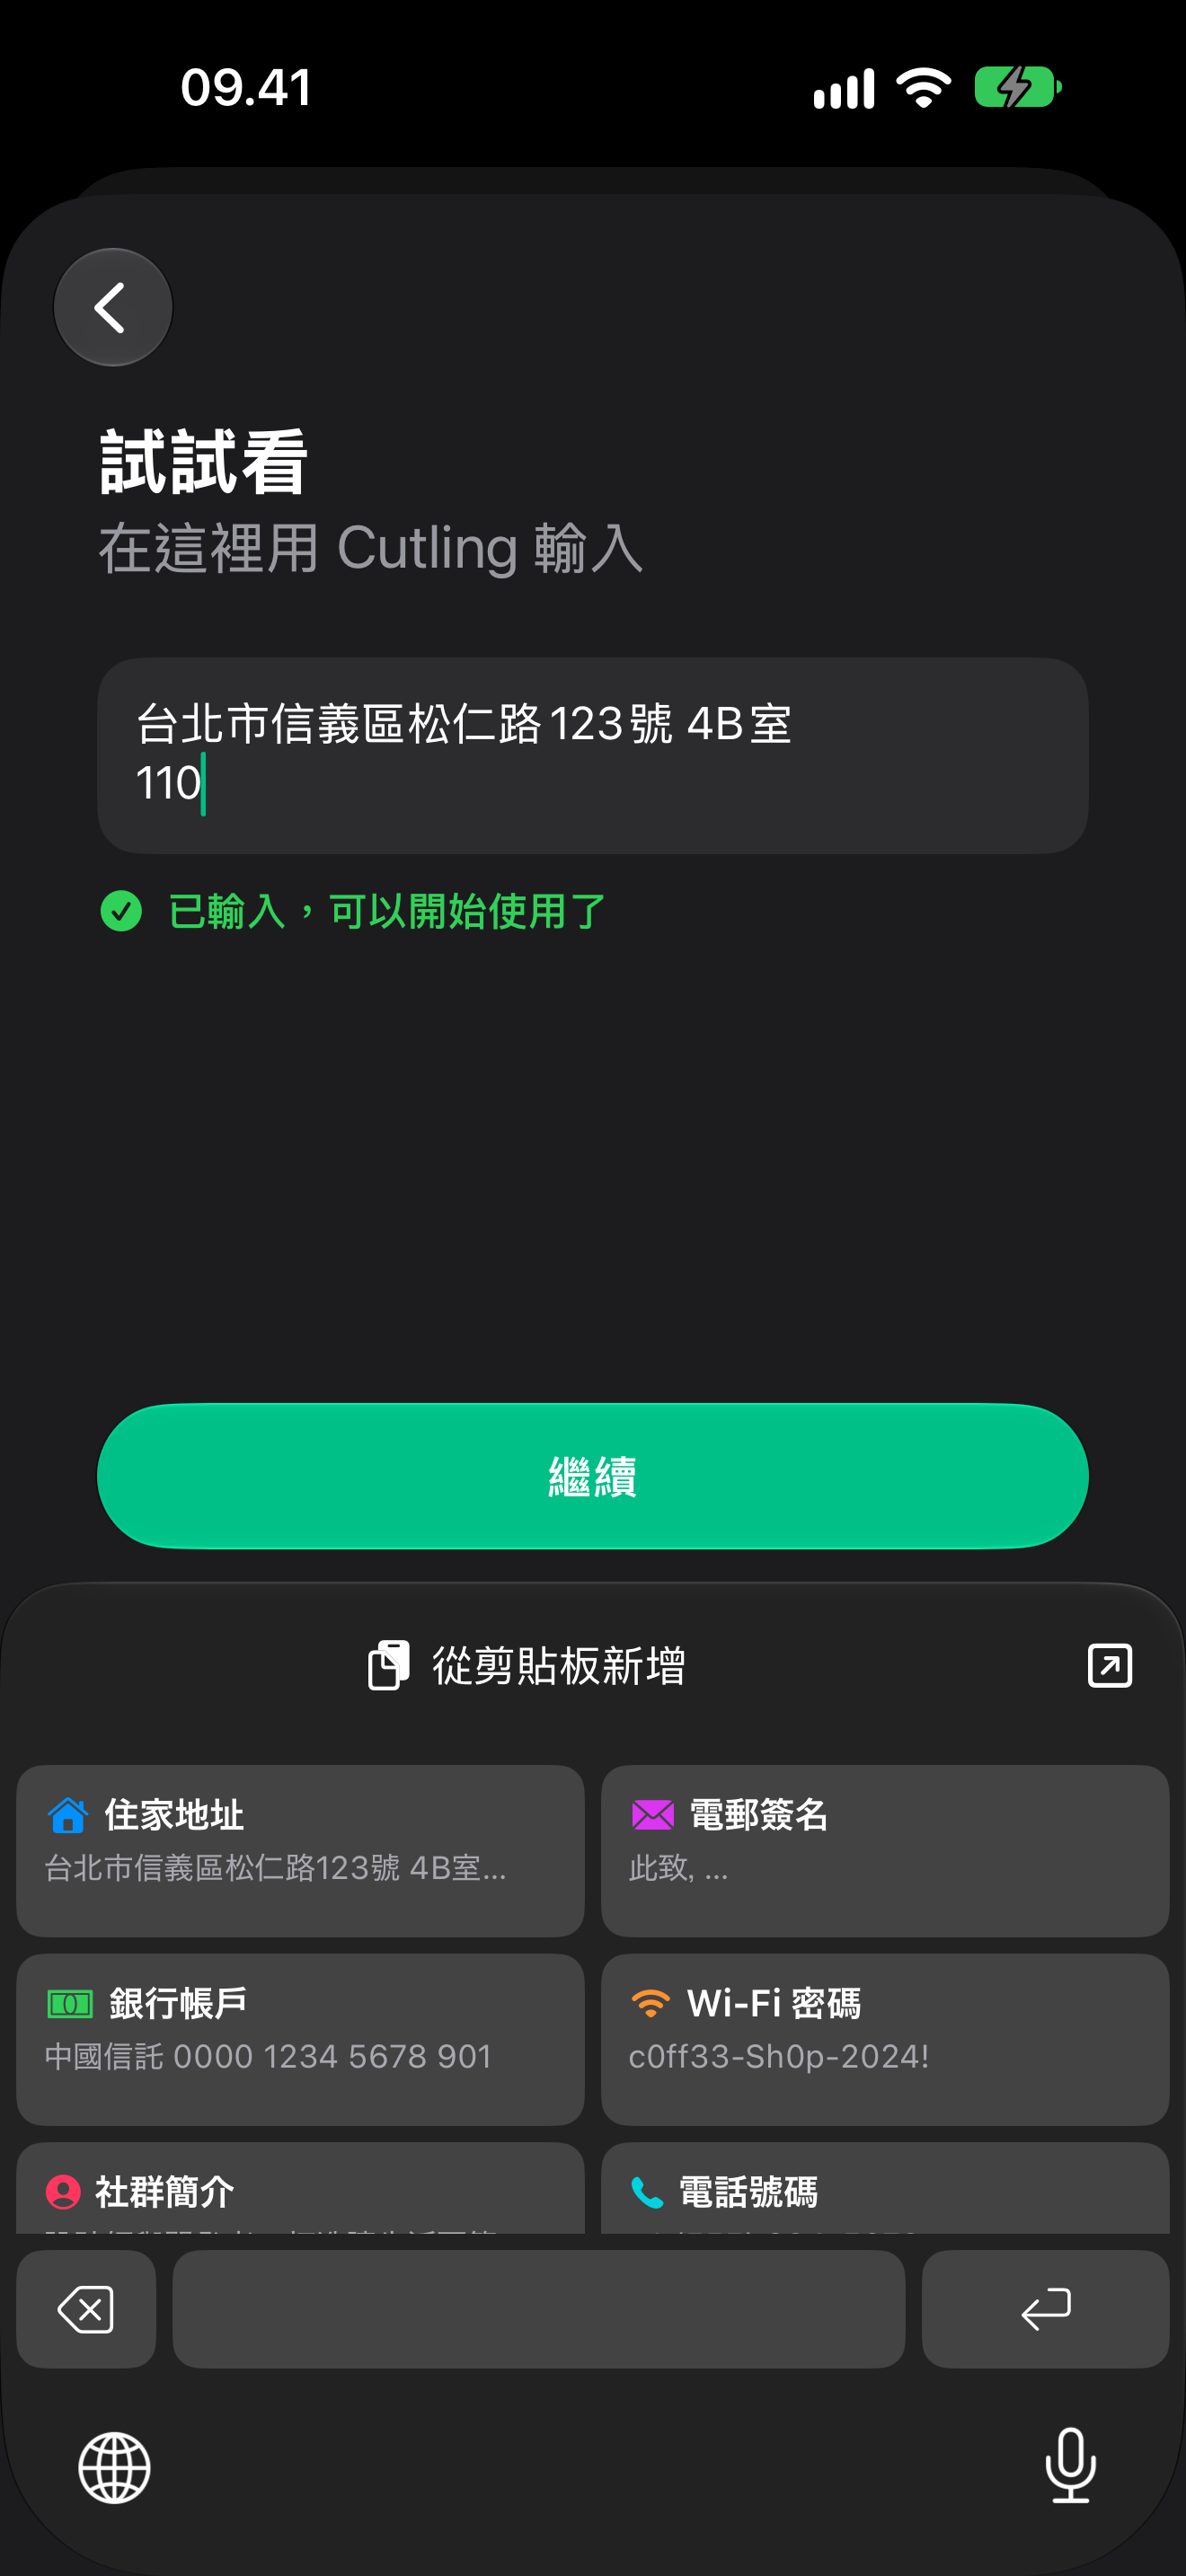 09.41
試試看
在這裡用 Cutling 輸入
台北市信義區松仁路 123 號 4B 室
110
已輸入，可以開始使用了
繼續
從剪貼板新增
住家地址
電郵簽名
台北市信義區松仁路123號 4B室...
此致, ...
銀行帳戶
Wi-Fi 密碼
中國信託 0000 1234 5678 901
c0ff33-Sh0p-2024!
社群簡介
電話號碼